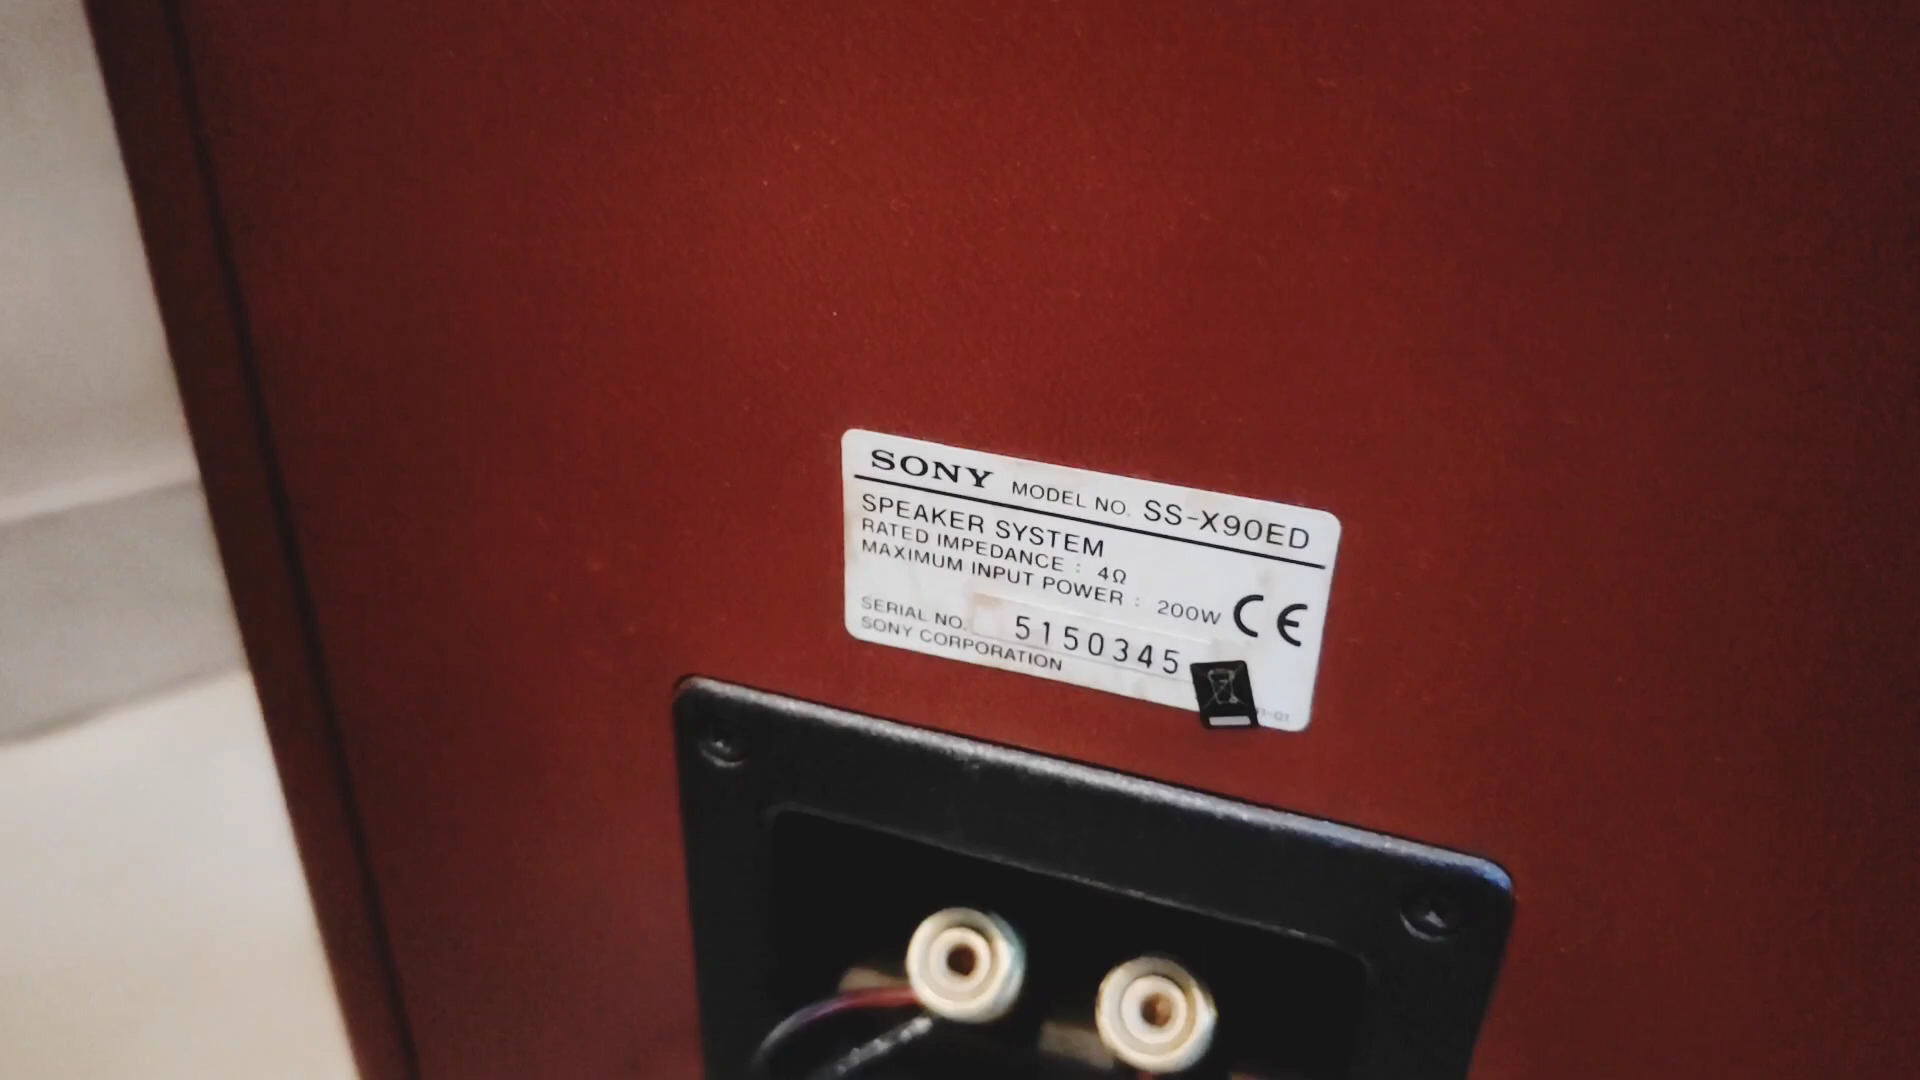 SONY MODEL NO. SS-X90ED
SPEAKER SYSTEM
RATED IMPEDANCE : 4Ω
MAXIMUM INPUT POWER : 200W
CE
SERIAL NO. 5150345
SONY CORPORATION